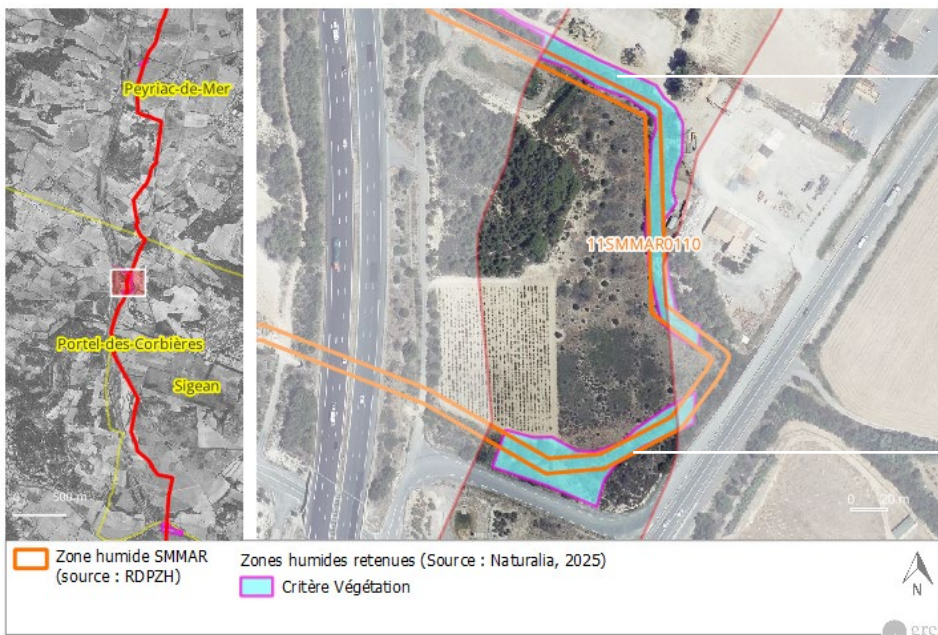 Peyriac-de-Mer
11SMMAR0110
Portel-des-Corbières
Sigean
500 m
0 20 m
Zone humide SMMAR
(source : RDPZH)
Zones humides retenues (Source : Naturalia, 2025)
Critère Végétation
N